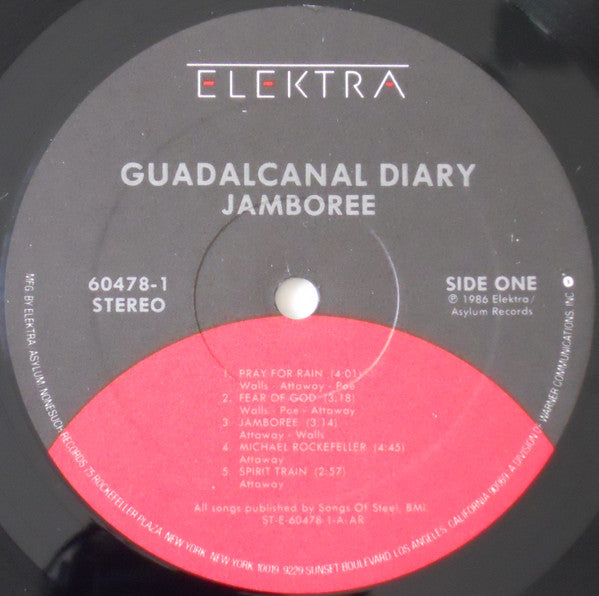 ELEKTRA
GUADALCANAL DIARY
JAMBOREE
60478-1
STEREO
SIDE ONE
℗ 1986 Elektra/
Asylum Records
1. PRAY FOR RAIN (4:01)
Walls - Attaway - Poe
2. FEAR OF GOD (3:18)
Walls - Poe - Attaway
3 JAMBOREE (3:14)
Attaway - Walls
4 MICHAEL ROCKEFELLER (4:45)
Attaway
5 SPIRIT TRAIN (2:57)
Attaway
All songs published by Songs Of Steel, BMI.
ST-E-60478-1-A-AR
MFG. BY ELEKTRA/ASYLUM/NONESUCH RECORDS 75 ROCKEFELLER PLAZA, NEW YORK, NEW YORK 10019. 9229 SUNSET BOULEVARD, LOS ANGELES, CALIFORNIA 90069. A DIVISION OF WARNER COMMUNICATIONS, INC.